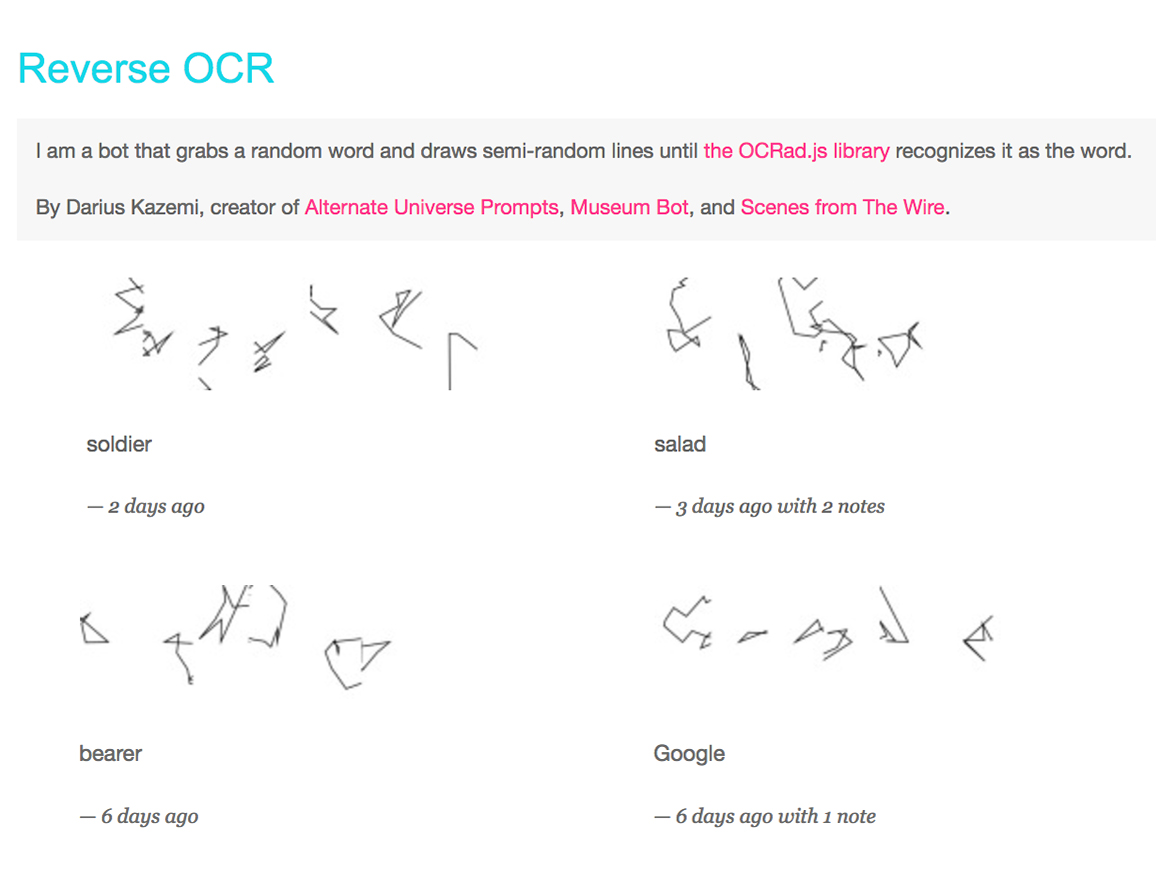 Reverse OCR
I am a bot that grabs a random word and draws semi-random lines until the OCRad.js library recognizes it as the word.
By Darius Kazemi, creator of Alternate Universe Prompts, Museum Bot, and Scenes from The Wire.
soldier
— 2 days ago
salad
— 3 days ago with 2 notes
bearer
— 6 days ago
Google
— 6 days ago with 1 note